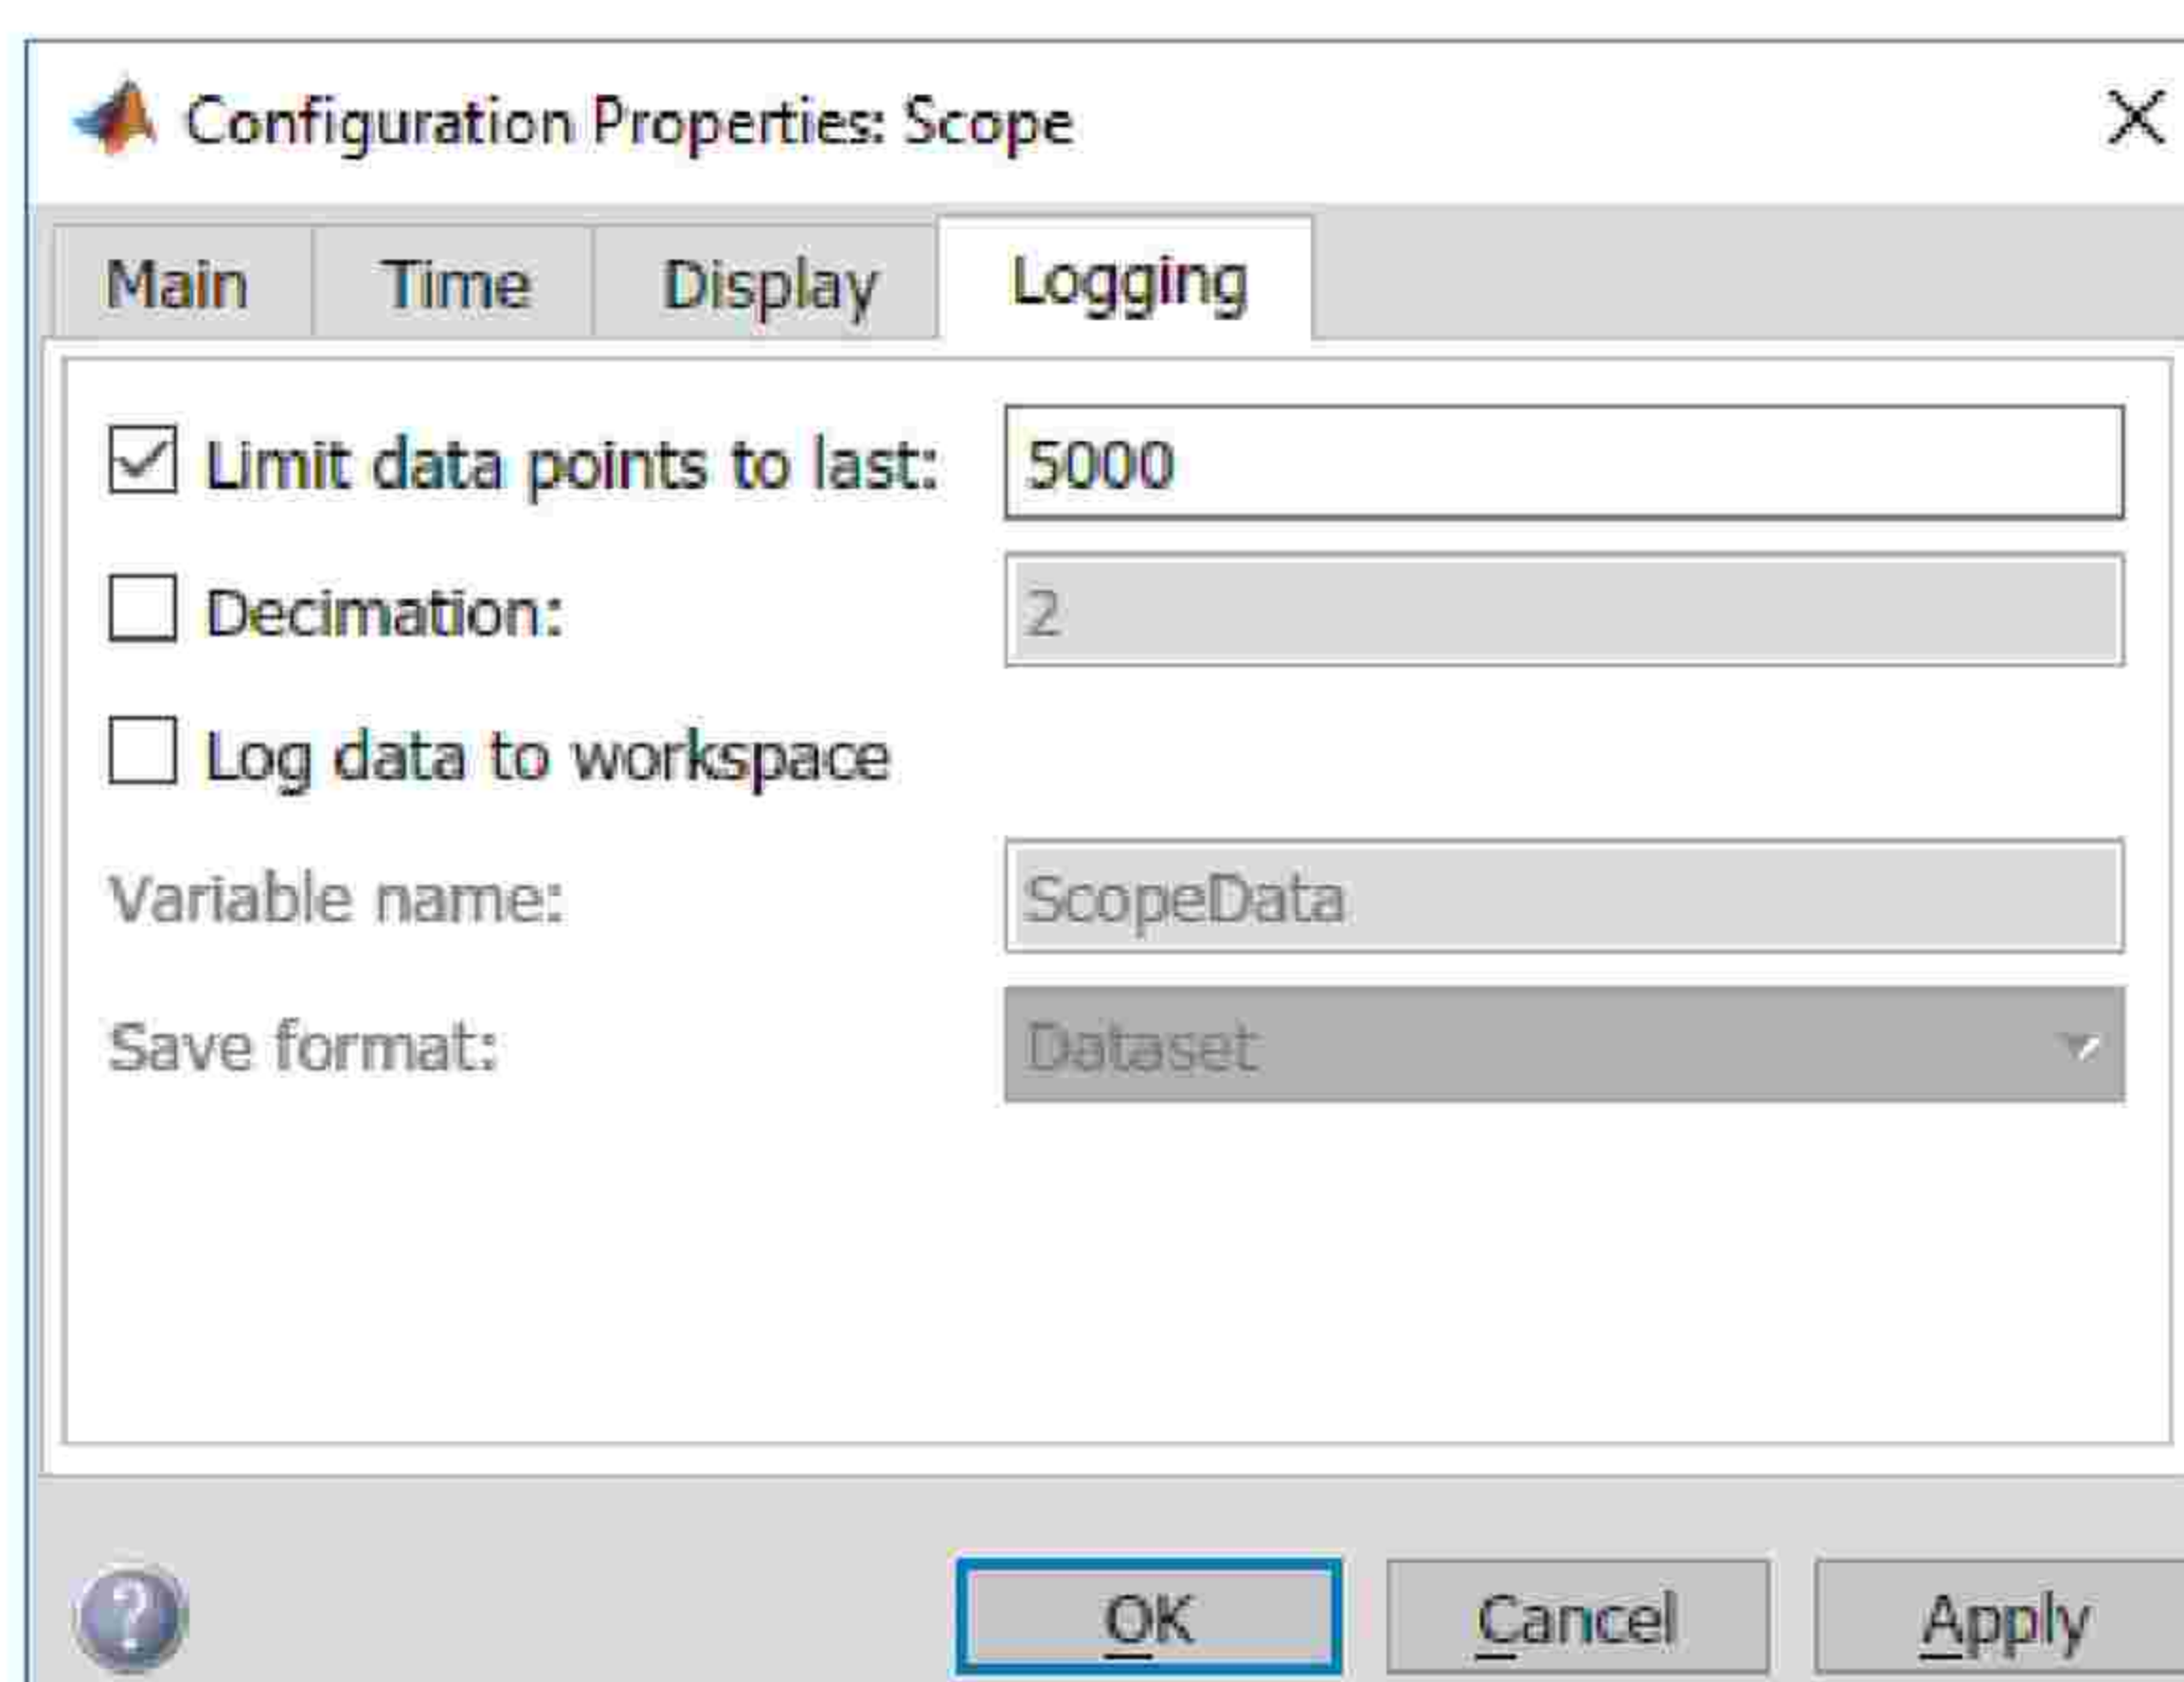 Configuration Properties: Scope
Main Time Display Logging
Limit data points to last: 5000
Decimation: 2
Log data to workspace
Variable name: ScopeData
Save format: Dataset
? OK Cancel Apply